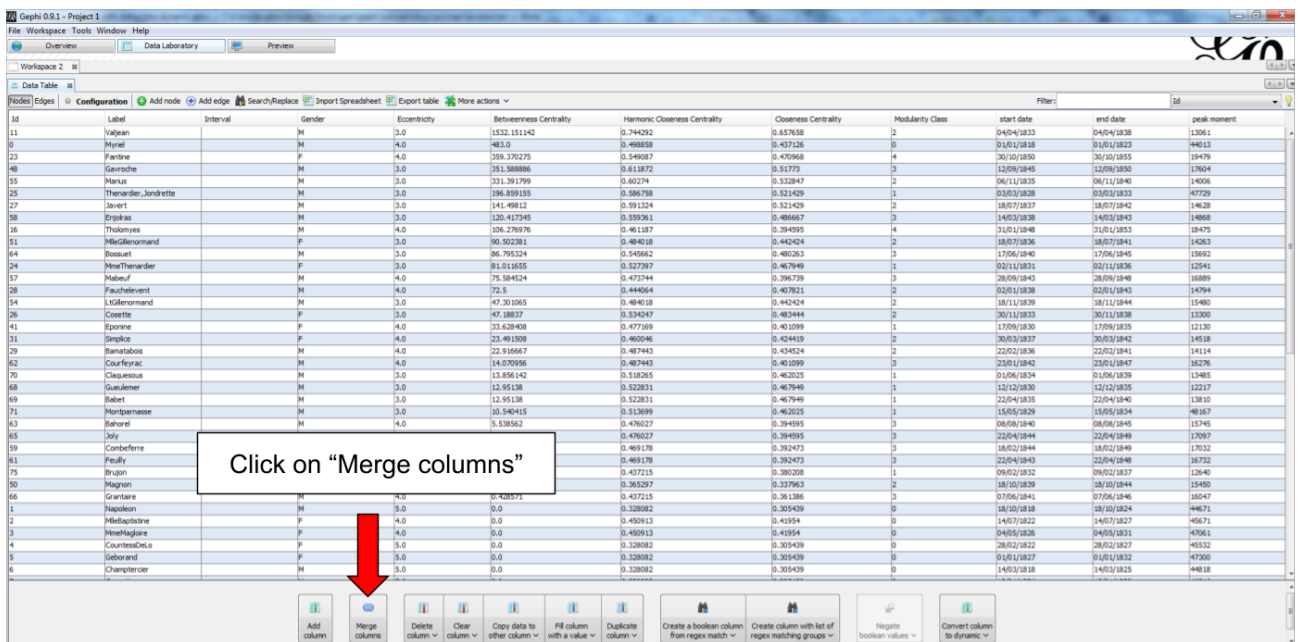 Gephi 0.9.1 - Project 1
File Workspace Tools Window Help
Overview Data Laboratory Preview
Workspace 2
Data Table
Nodes Edges Configuration Add node Add edge Search/Replace Import Spreadsheet Export table More actions Filter: Id
Id Label Interval Gender Eccentricity Betweenness Centrality Harmonic Closeness Centrality Closeness Centrality Modularity Class start date end date peak moment
11 Valjean M 3.0 1532.151142 0.744292 0.657658 2 04/04/1833 04/04/1838 13061
0 Myriel M 4.0 483.0 0.498858 0.437126 0 01/01/1818 01/01/1823 44013
23 Fantine F 4.0 359.370275 0.549087 0.470968 4 30/10/1850 30/10/1855 19479
48 Gavroche M 3.0 351.588886 0.611872 0.51773 3 12/09/1845 12/09/1850 17604
55 Marius M 3.0 331.391799 0.60274 0.532847 2 06/11/1835 06/11/1840 14006
25 Thenardier,Jondrette M 3.0 196.859155 0.586758 0.521429 1 03/03/1828 03/03/1833 47729
27 Javert M 3.0 141.49812 0.591324 0.521429 2 18/07/1837 18/07/1842 14628
58 Enjolras M 3.0 120.417345 0.559361 0.486667 3 14/03/1838 14/03/1843 14868
16 Tholomyes M 4.0 106.276976 0.461187 0.394595 4 31/01/1848 31/01/1853 18475
51 MlleGillenormand F 3.0 90.502381 0.484018 0.442424 2 18/07/1836 18/07/1841 14263
64 Bossuet M 3.0 86.795324 0.545662 0.480263 3 17/06/1840 17/06/1845 15692
24 MmeThenardier F 3.0 81.011655 0.527397 0.467949 1 02/11/1831 02/11/1836 12541
57 Mabeuf M 4.0 75.584524 0.473744 0.396739 3 28/09/1843 28/09/1848 16889
28 Fauchelevent M 4.0 72.5 0.444064 0.407821 2 02/01/1838 02/01/1843 14794
54 LtGillenormand M 3.0 47.301065 0.484018 0.442424 2 18/11/1839 18/11/1844 15480
26 Cosette F 3.0 47.18837 0.534247 0.483444 2 30/11/1833 30/11/1838 13300
41 Eponine F 4.0 33.628408 0.477169 0.401099 1 17/09/1830 17/09/1835 12130
31 Simplice F 4.0 23.491508 0.460046 0.424419 2 30/03/1837 30/03/1842 14518
29 Bamatabois M 4.0 22.916667 0.487443 0.434524 2 22/02/1836 22/02/1841 14114
62 Courfeyrac M 4.0 14.070956 0.487443 0.401099 3 23/01/1842 23/01/1847 16276
70 Claquesous M 3.0 13.856142 0.518265 0.462025 1 01/06/1834 01/06/1839 13485
68 Gueulemer M 3.0 12.95138 0.522831 0.467949 1 12/12/1830 12/12/1835 12217
69 Babet M 3.0 12.95138 0.522831 0.467949 1 22/04/1835 22/04/1840 13810
71 Montparnasse M 3.0 10.540415 0.513699 0.462025 1 15/05/1829 15/05/1834 48167
63 Bahorel M 4.0 5.538562 0.476027 0.394595 3 08/08/1840 08/08/1845 15745
65 Joly 0.476027 0.394595 3 22/04/1844 22/04/1849 17097
59 Combeferre 0.469178 0.392473 3 18/02/1844 18/02/1849 17032
61 Feuilly 0.469178 0.392473 3 22/04/1843 22/04/1848 16732
75 Brujon 0.437215 0.380208 1 09/02/1832 09/02/1837 12640
50 Magnon 0.365297 0.337963 2 18/10/1839 18/10/1844 15450
66 Grantaire M 4.0 0.428571 0.437215 0.361386 3 07/06/1841 07/06/1846 16047
1 Napoleon M 5.0 0.0 0.328082 0.305439 0 18/10/1818 18/10/1824 44671
2 MlleBaptistine F 4.0 0.0 0.450913 0.41954 0 14/07/1822 14/07/1827 45671
3 MmeMagloire F 4.0 0.0 0.450913 0.41954 0 04/05/1826 04/05/1831 47061
4 CountessDeLo F 5.0 0.0 0.328082 0.305439 0 28/02/1822 28/02/1827 45532
5 Geborand F 5.0 0.0 0.328082 0.305439 0 01/01/1827 01/01/1832 47300
6 Champtercier M 5.0 0.0 0.328082 0.305439 0 14/03/1818 14/03/1825 44818
Click on “Merge columns”
Add column
Merge columns
Delete column
Clear column
Copy data to other column
Fill column with a value
Duplicate column
Create a boolean column from regex match
Create column with list of regex matching groups
Negate boolean values
Convert column to dynamic